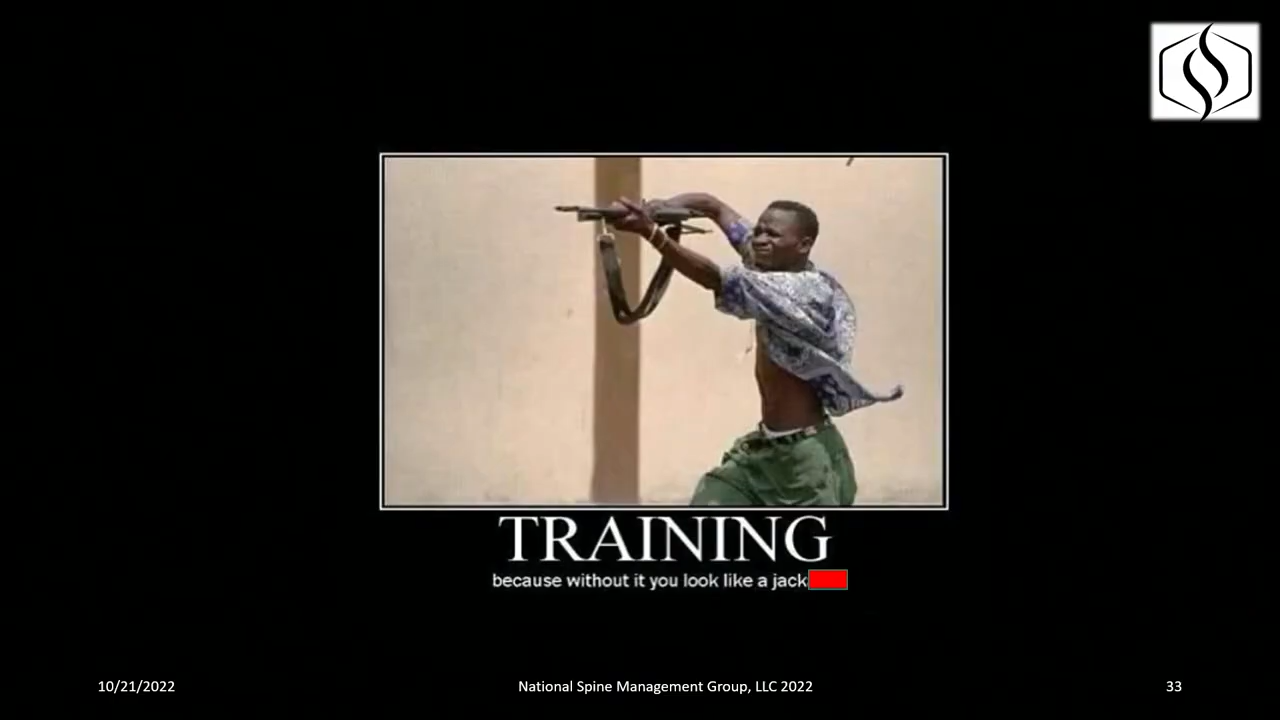 TRAINING
because without it you look like a jack
10/21/2022
National Spine Management Group, LLC 2022
33